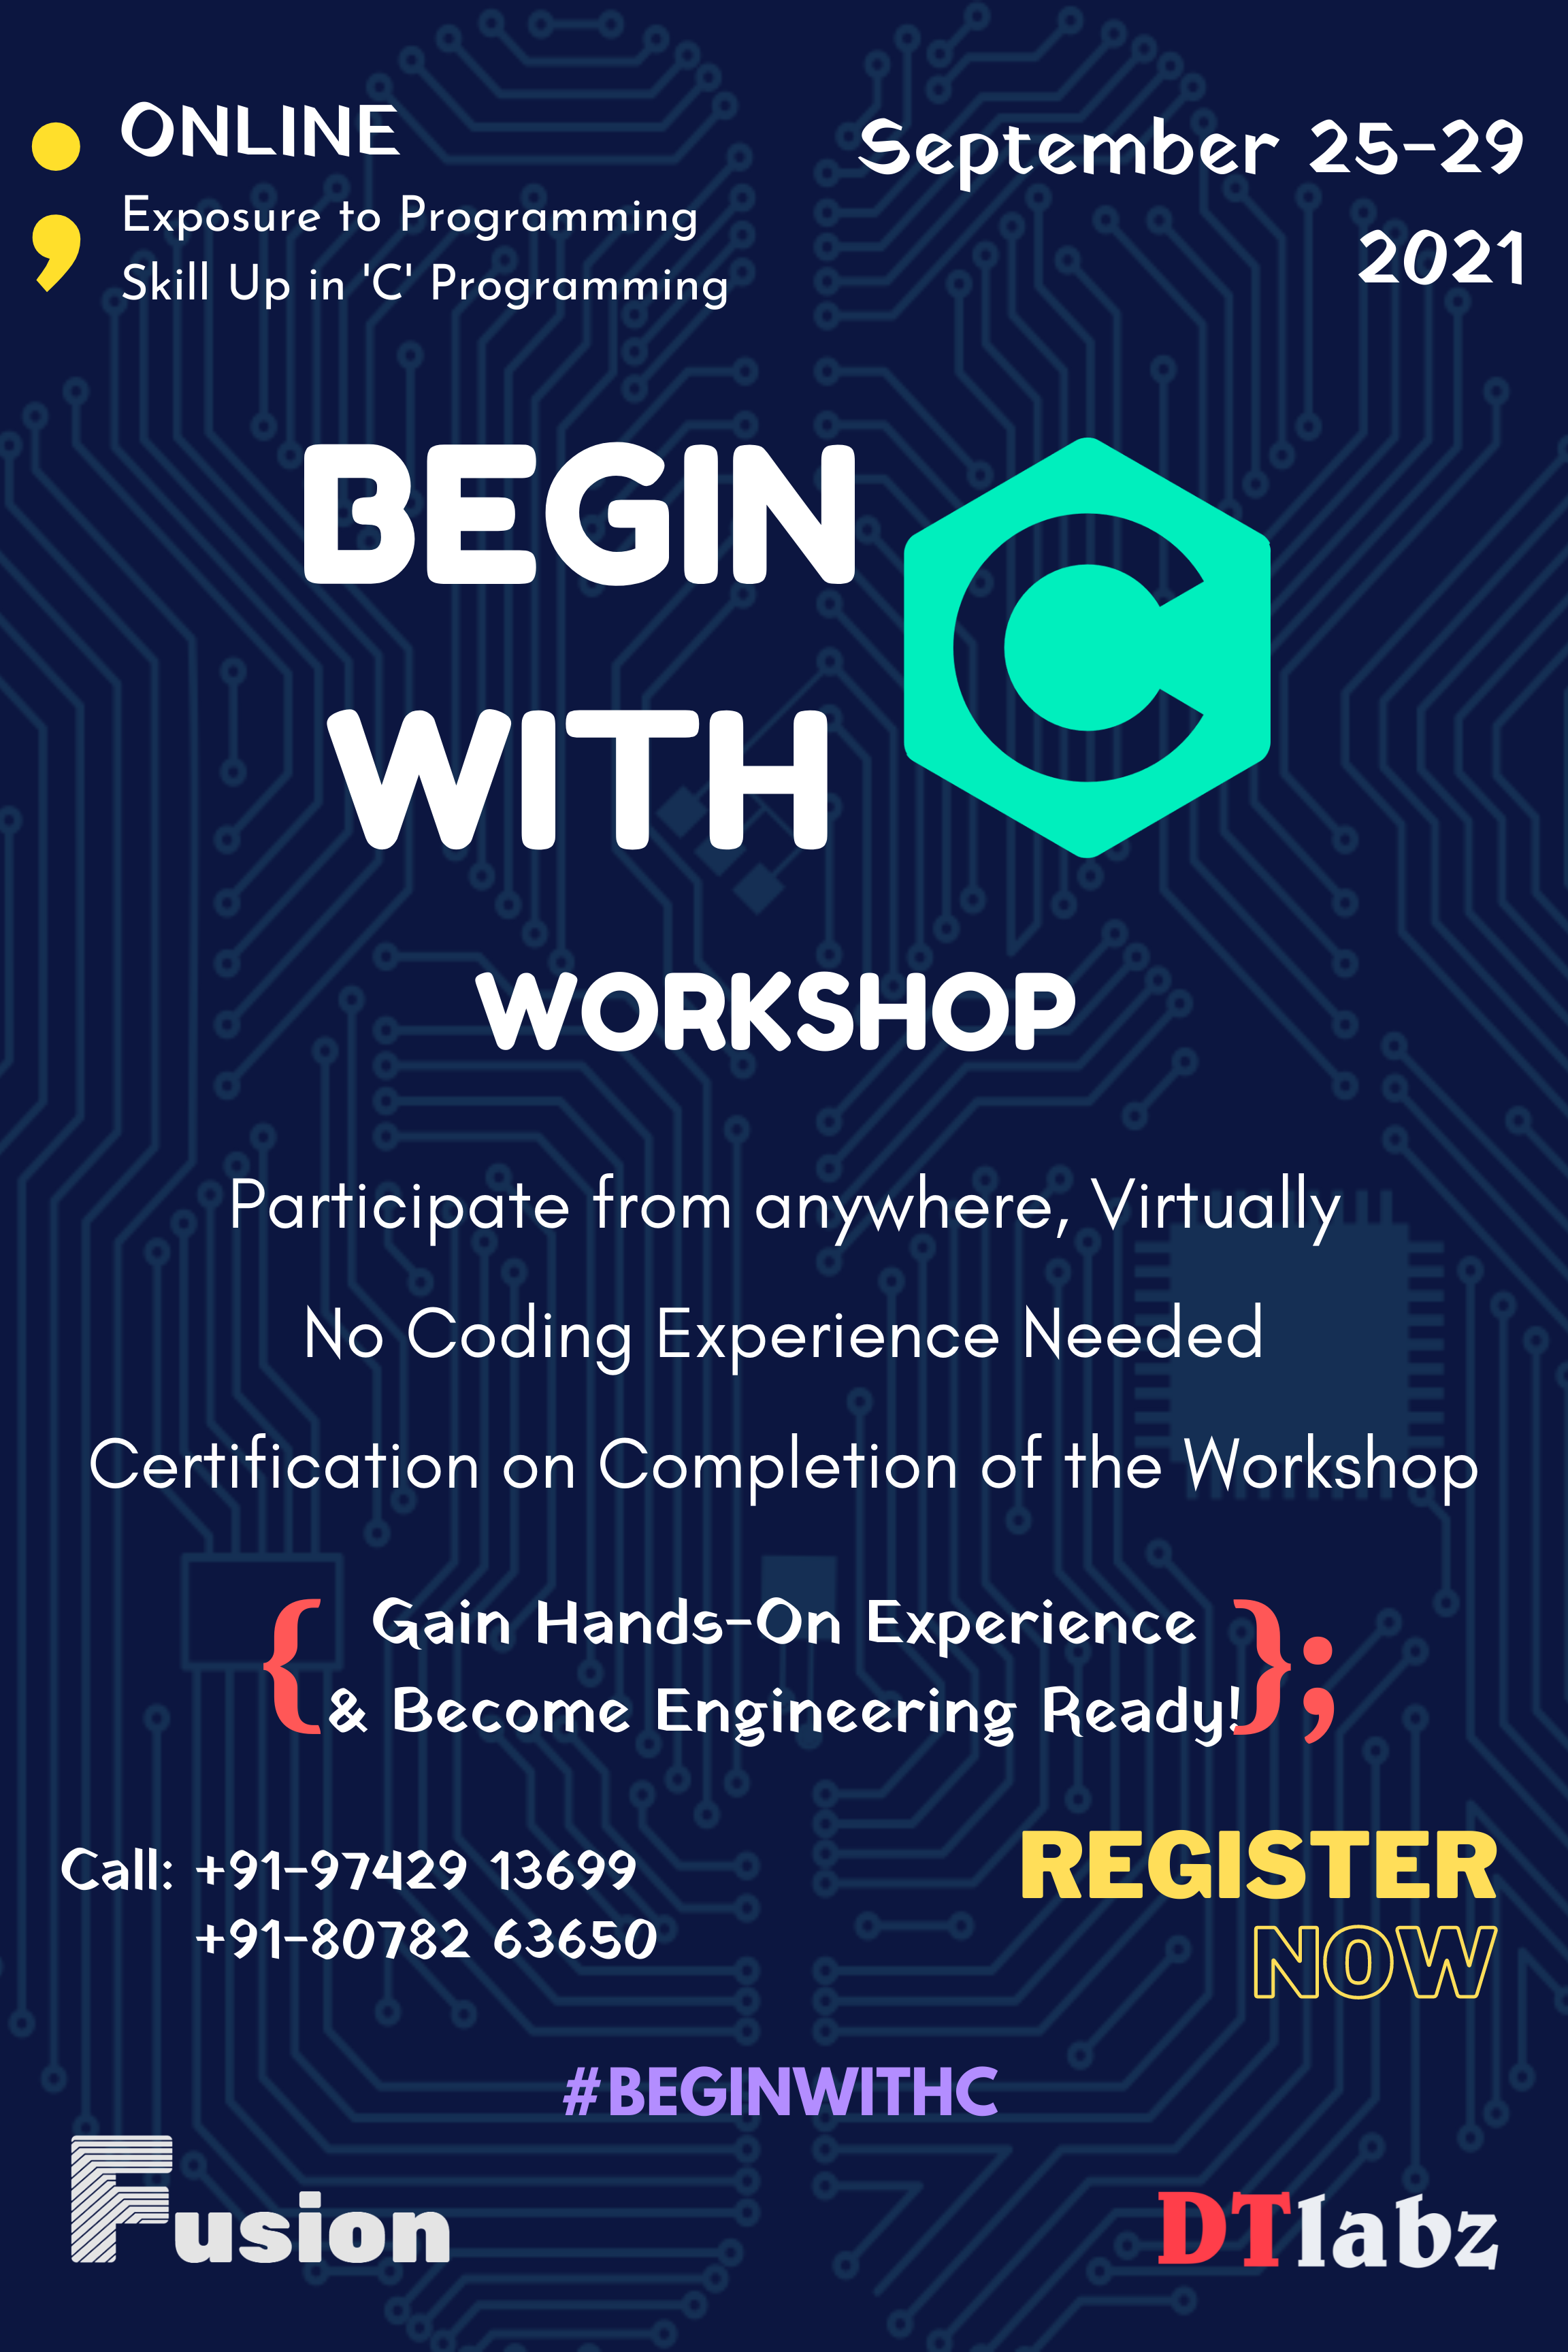 ONLINE
Exposure to Programming
Skill Up in 'C' Programming
September 25-29
2021
BEGIN
WITH
C
WORKSHOP
Participate from anywhere, Virtually
No Coding Experience Needed
Certification on Completion of the Workshop
{ Gain Hands-On Experience
& Become Engineering Ready! };
Call: +91-97429 13699
+91-80782 63650
REGISTER
NOW
#BEGINWITHC
Fusion
DTlabz